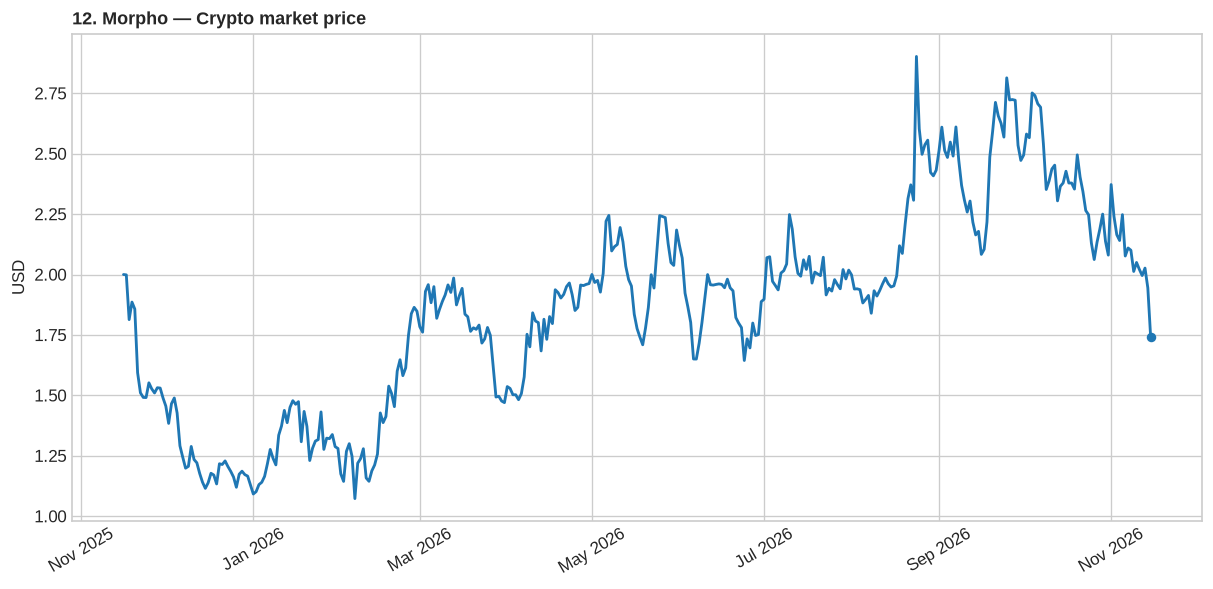 12. Morpho — Crypto market price
USD
2.75
2.50
2.25
2.00
1.75
1.50
1.25
1.00
Nov 2025
Jan 2026
Mar 2026
May 2026
Jul 2026
Sep 2026
Nov 2026